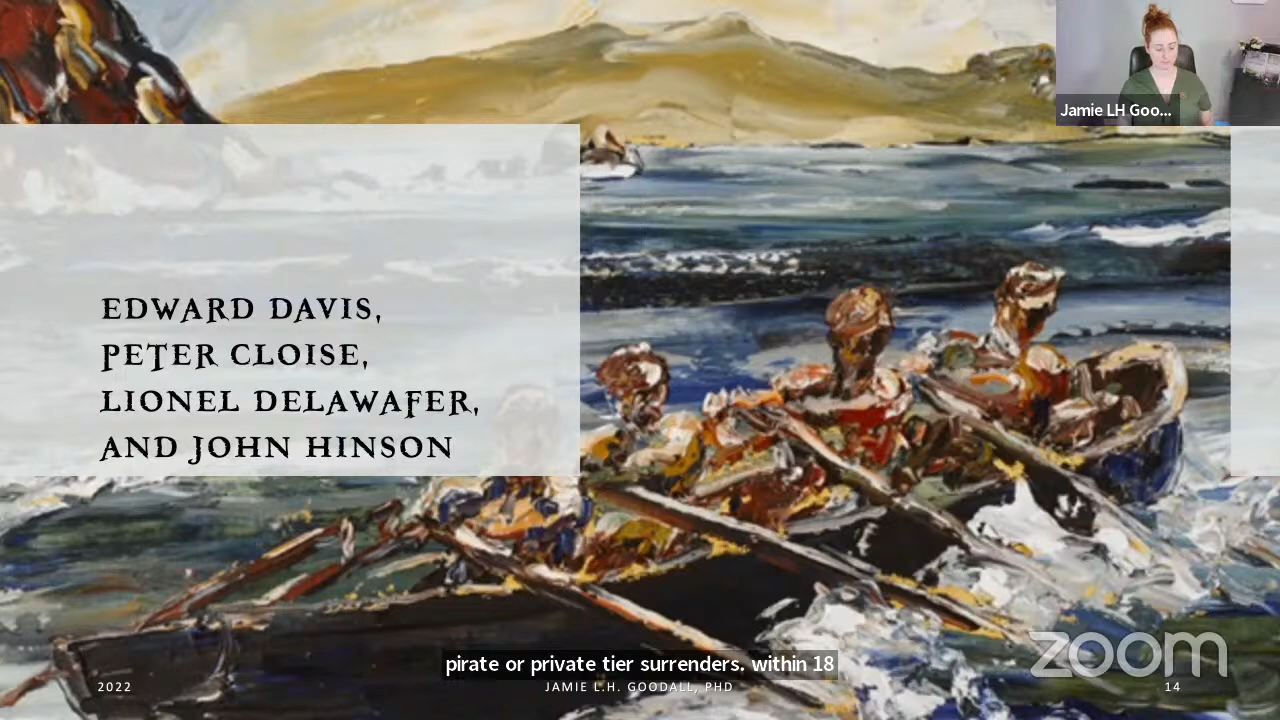 Jamie LH Goo...
EDWARD DAVIS,
PETER CLOISE,
LIONEL DELAWAFER,
AND JOHN HINSON
pirate or private tier surrenders. within 18
zoom
2022
JAMIE L.H. GOODALL, PHD
14